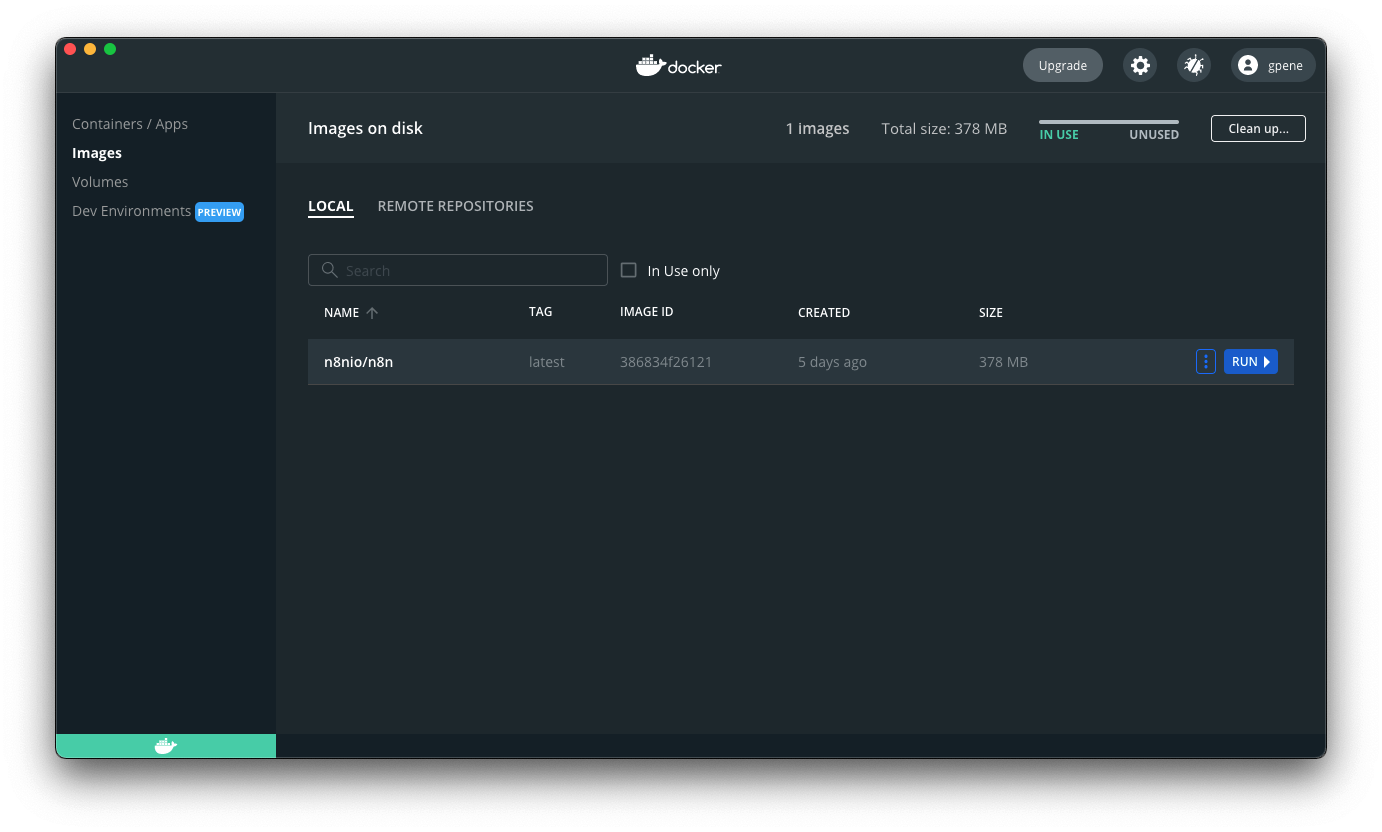 docker
Upgrade
gpene
Containers / Apps
Images
Volumes
Dev Environments PREVIEW
Images on disk
1 images
Total size: 378 MB
IN USE
UNUSED
Clean up...
LOCAL
REMOTE REPOSITORIES
Search
In Use only
NAME TAG IMAGE ID CREATED SIZE
n8nio/n8n latest 386834f26121 5 days ago 378 MB RUN